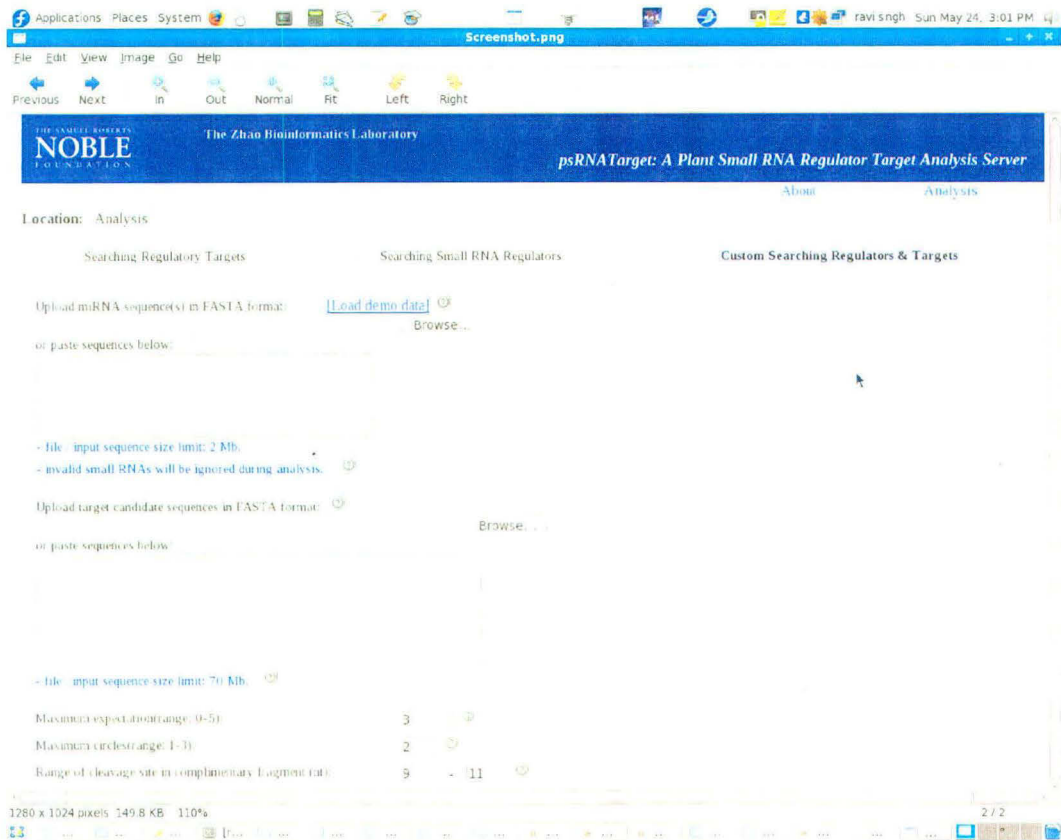 Applications Places System ravi sngh Sun May 24, 3:01 PM
Screenshot.png
File Edit View Image Go Help
Previous Next In Out Normal Fit Left Right
THE SAMUEL ROBERTS
NOBLE
FOUNDATION
The Zhao Bioinformatics Laboratory
psRNATarget: A Plant Small RNA Regulator Target Analysis Server
About Analysis
Location: Analysis
Searching Regulatory Targets Searching Small RNA Regulators Custom Searching Regulators & Targets
Upload miRNA sequence(s) in FASTA format: [Load demo data]
Browse...
or paste sequences below:
- file / input sequence size limit: 2 Mb.
- invalid small RNAs will be ignored during analysis.
Upload target candidate sequences in FASTA format:
Browse...
or paste sequences below:
- file / input sequence size limit: 70 Mb.
Maximum expectation(range: 0-5): 3
Maximum circles(range: 1-3): 2
Range of cleavage site in complimentary fragment (nt): 9 - 11
1280 x 1024 pixels 149.8 KB 110% 2 / 2